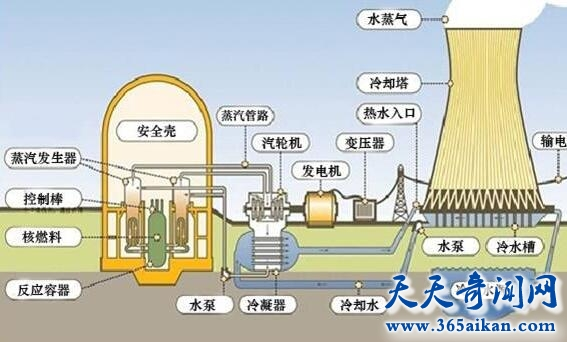 水蒸气
冷却塔
热水入口
输电
安全壳
蒸汽管路
汽轮机
变压器
发电机
蒸汽发生器
控制棒
核燃料
反应容器
水泵
冷凝器
冷却水
水泵
冷水槽
天天奇闻网
www.365aikan.com